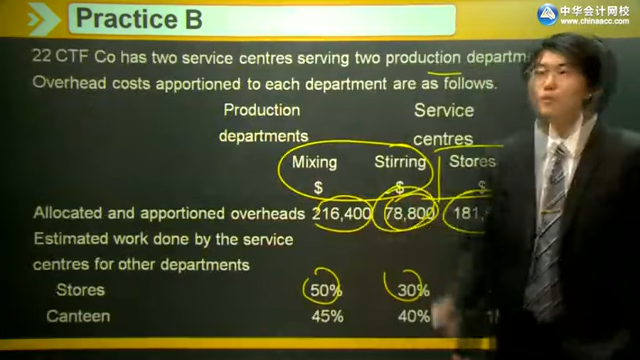 Practice B
中华会计网校
www.chinaacc.com
22 CTF Co has two service centres serving two production
Overhead costs apportioned to each department are as follows.
Production departments
Service centres
Mixing Stirring Stores
$ $ $
Allocated and apportioned overheads 216,400 78,800 181,
Estimated work done by the service
centres for other departments
Stores 50% 30%
Canteen 45% 40%